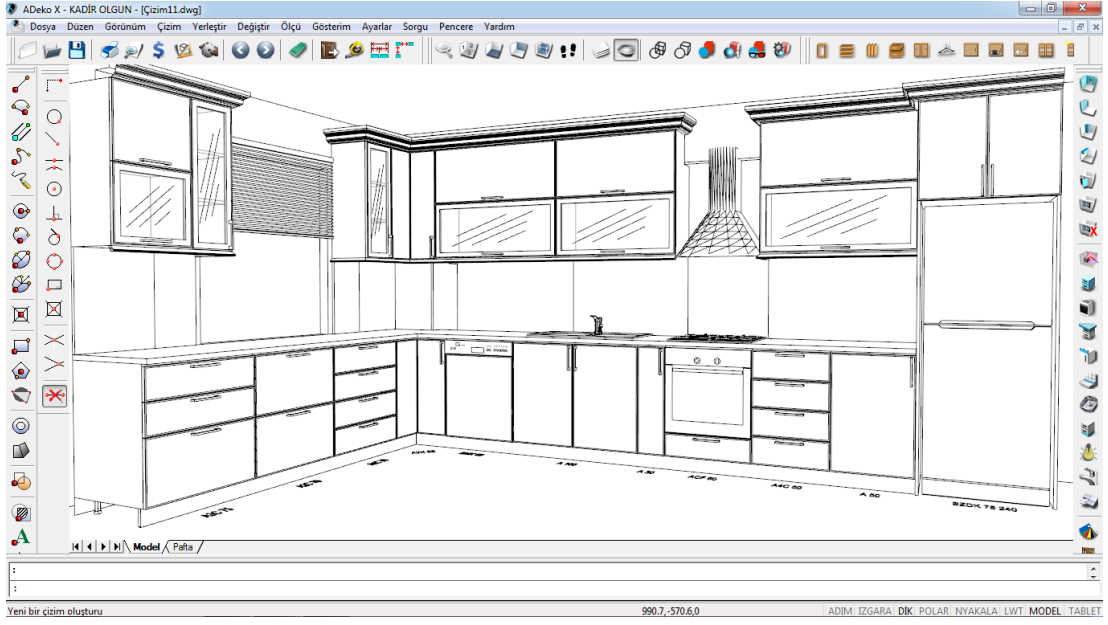 ADeko X - KADİR OLGUN - [Çizim11.dwg]
Dosya Düzen Görünüm Çizim Yerleştir Değiştir Ölçü Gösterim Ayarlar Sorgu Pencere Yardım
A 50
ACF 60
A4C 50
A 50
BZDK 75 240
Model Pafta
:
:
Yeni bir çizim oluşturu 990.7,-570.6,0 ADIM IZGARA DİK POLAR NYAKALA LWT MODEL TABLET